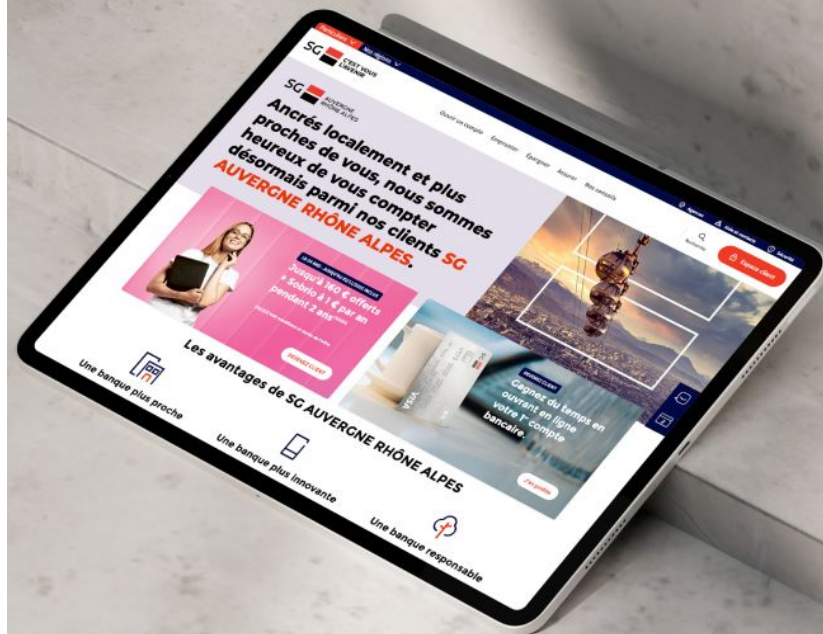 Particuliers
Nos régions
SG
C'EST VOUS
L'AVENIR
Agences
Aide et contacts
Sécurité
Ouvrir un compte
Emprunter
Épargner
Assurer
Nos conseils
Recherche
Espace client
SG
AUVERGNE
RHÔNE ALPES
Ancrés localement et plus
proches de vous, nous sommes
heureux de vous compter
désormais parmi nos clients SG
AUVERGNE RHÔNE ALPES.
Jusqu'à 160 € offerts
+ Sobrio à 1 € par an
pendant 2 ans
DEVENEZ CLIENT
VISA
SG
DEVENEZ CLIENT
Gagnez du temps en
ouvrant en ligne
votre 1er compte
bancaire.
J'en profite
Les avantages de SG AUVERGNE RHÔNE ALPES
Une banque plus proche
Une banque plus innovante
Une banque responsable